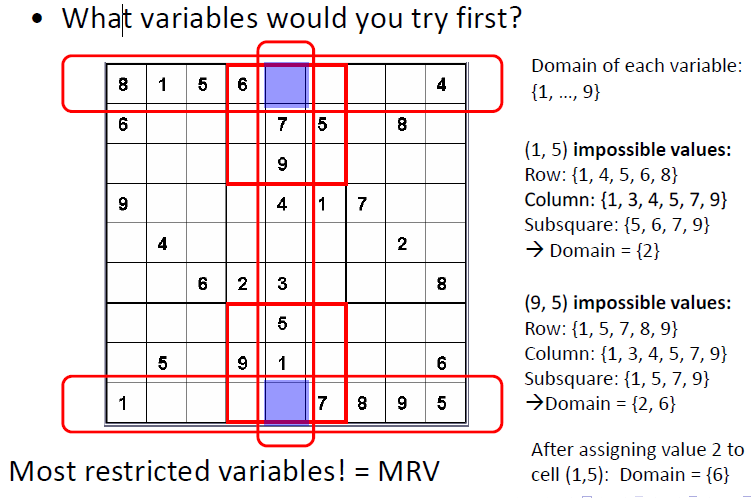 • What variables would you try first?
8 1 5 6 4
6 7 5 8
9
9 4 1 7
4 2
6 2 3 8
5
5 9 1 6
1 7 8 9 5
Most restricted variables! = MRV
Domain of each variable:
{1, ..., 9}
(1, 5) impossible values:
Row: {1, 4, 5, 6, 8}
Column: {1, 3, 4, 5, 7, 9}
Subsquare: {5, 6, 7, 9}
→ Domain = {2}
(9, 5) impossible values:
Row: {1, 5, 7, 8, 9}
Column: {1, 3, 4, 5, 7, 9}
Subsquare: {1, 5, 7, 9}
→Domain = {2, 6}
After assigning value 2 to
cell (1,5): Domain = {6}